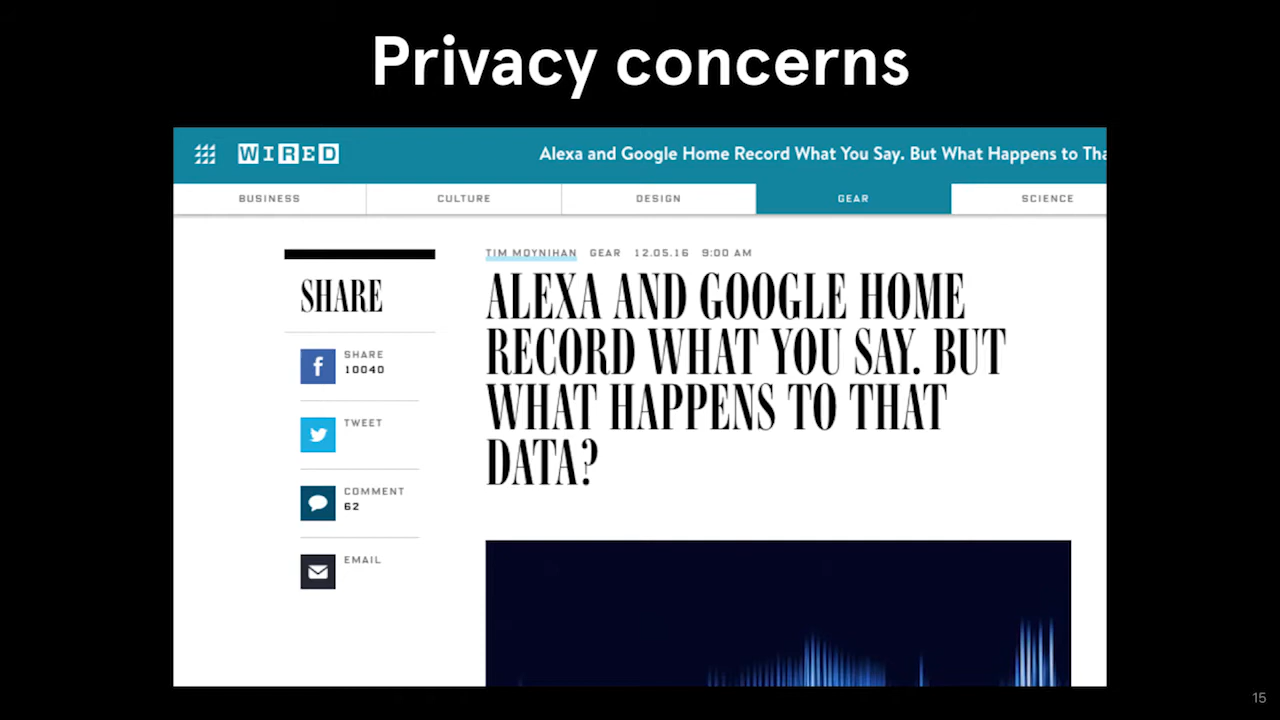 Privacy concerns
WIRED
Alexa and Google Home Record What You Say. But What Happens to Tha
BUSINESS
CULTURE
DESIGN
GEAR
SCIENCE
SHARE
SHARE
10040
TWEET
COMMENT
62
EMAIL
TIM MOYNIHAN GEAR 12.05.16 9:00 AM
ALEXA AND GOOGLE HOME
RECORD WHAT YOU SAY. BUT
WHAT HAPPENS TO THAT
DATA?
15